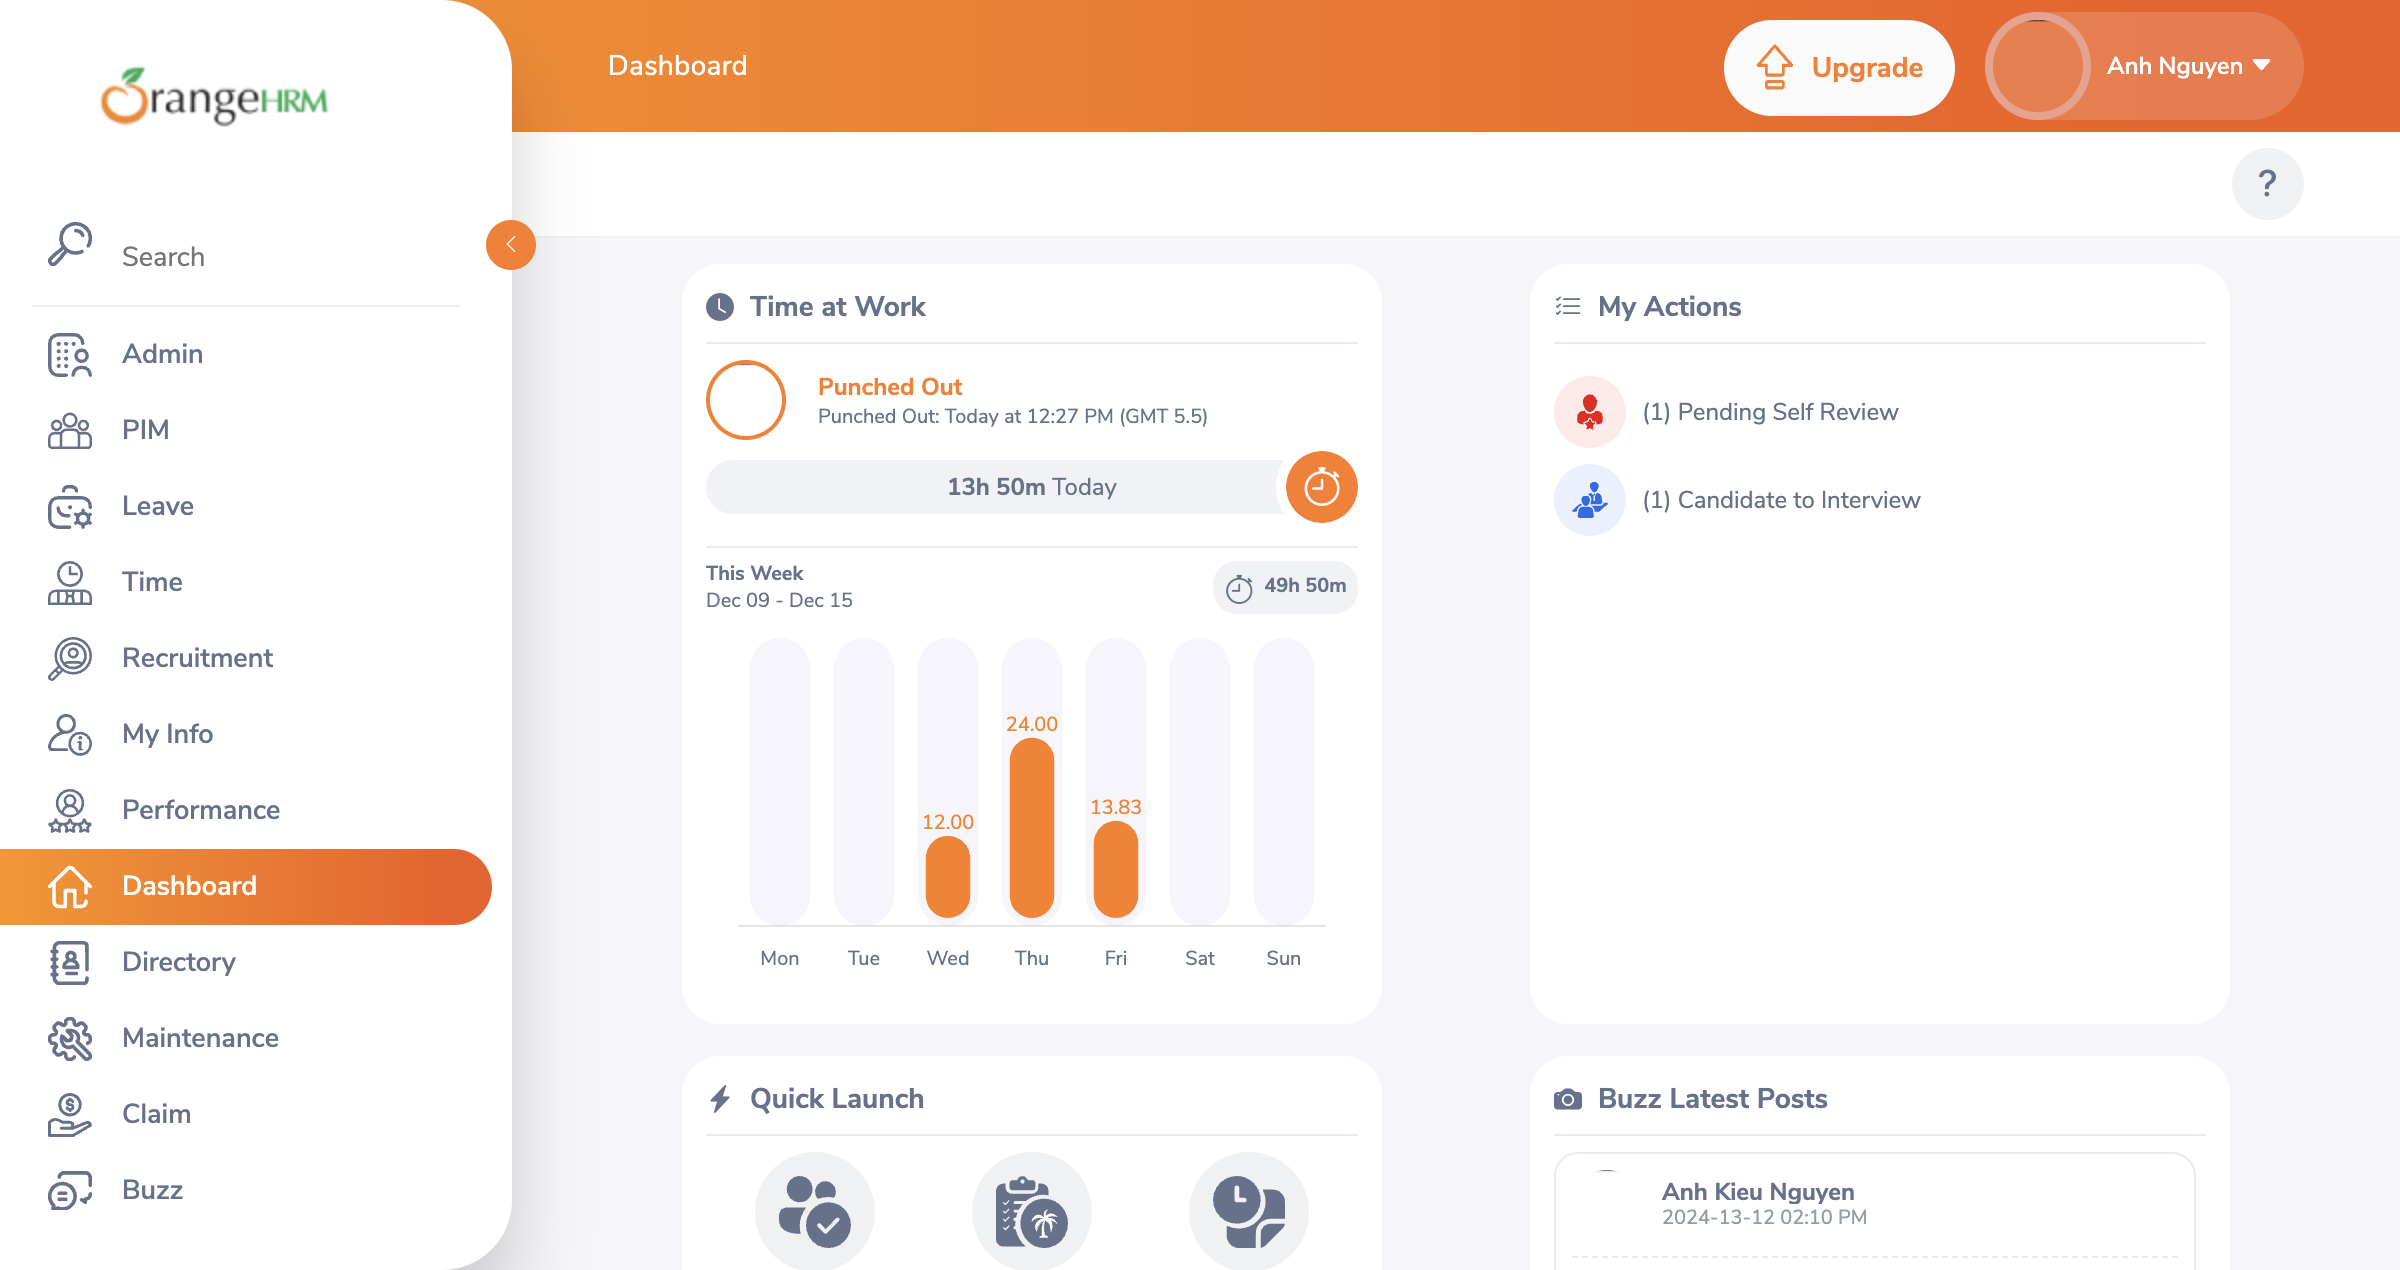 OrangeHRM
Search
Admin
PIM
Leave
Time
Recruitment
My Info
Performance
Dashboard
Directory
Maintenance
Claim
Buzz
Dashboard
Upgrade
Anh Nguyen
?
Time at Work
Punched Out
Punched Out: Today at 12:27 PM (GMT 5.5)
13h 50m Today
This Week
Dec 09 - Dec 15
49h 50m
24.00
13.83
12.00
Mon Tue Wed Thu Fri Sat Sun
My Actions
(1) Pending Self Review
(1) Candidate to Interview
Quick Launch
Buzz Latest Posts
Anh Kieu Nguyen
2024-13-12 02:10 PM